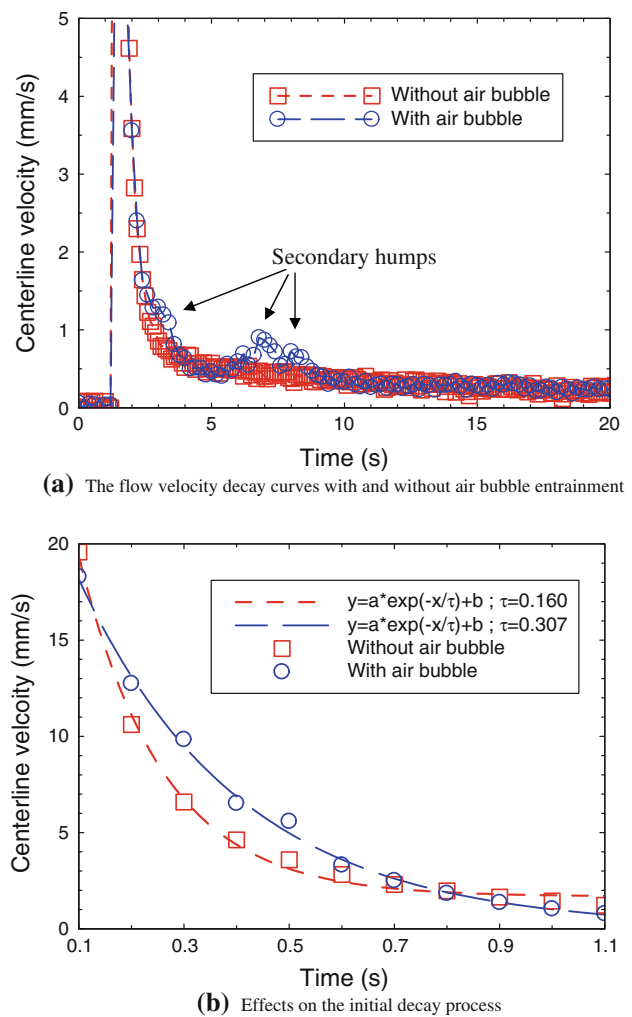 5
4
3
2
1
0
Centerline velocity (mm/s)
Without air bubble
With air bubble
Secondary humps
0 5 10 15 20
Time (s)
(a) The flow velocity decay curves with and without air bubble entrainment
20
15
10
5
0
Centerline velcoity (mm/s)
y=a*exp(-x/τ)+b ; τ=0.160
y=a*exp(-x/τ)+b ; τ=0.307
Without air bubble
With air bubble
0.1 0.3 0.5 0.7 0.9 1.1
Time (s)
(b) Effects on the initial decay process